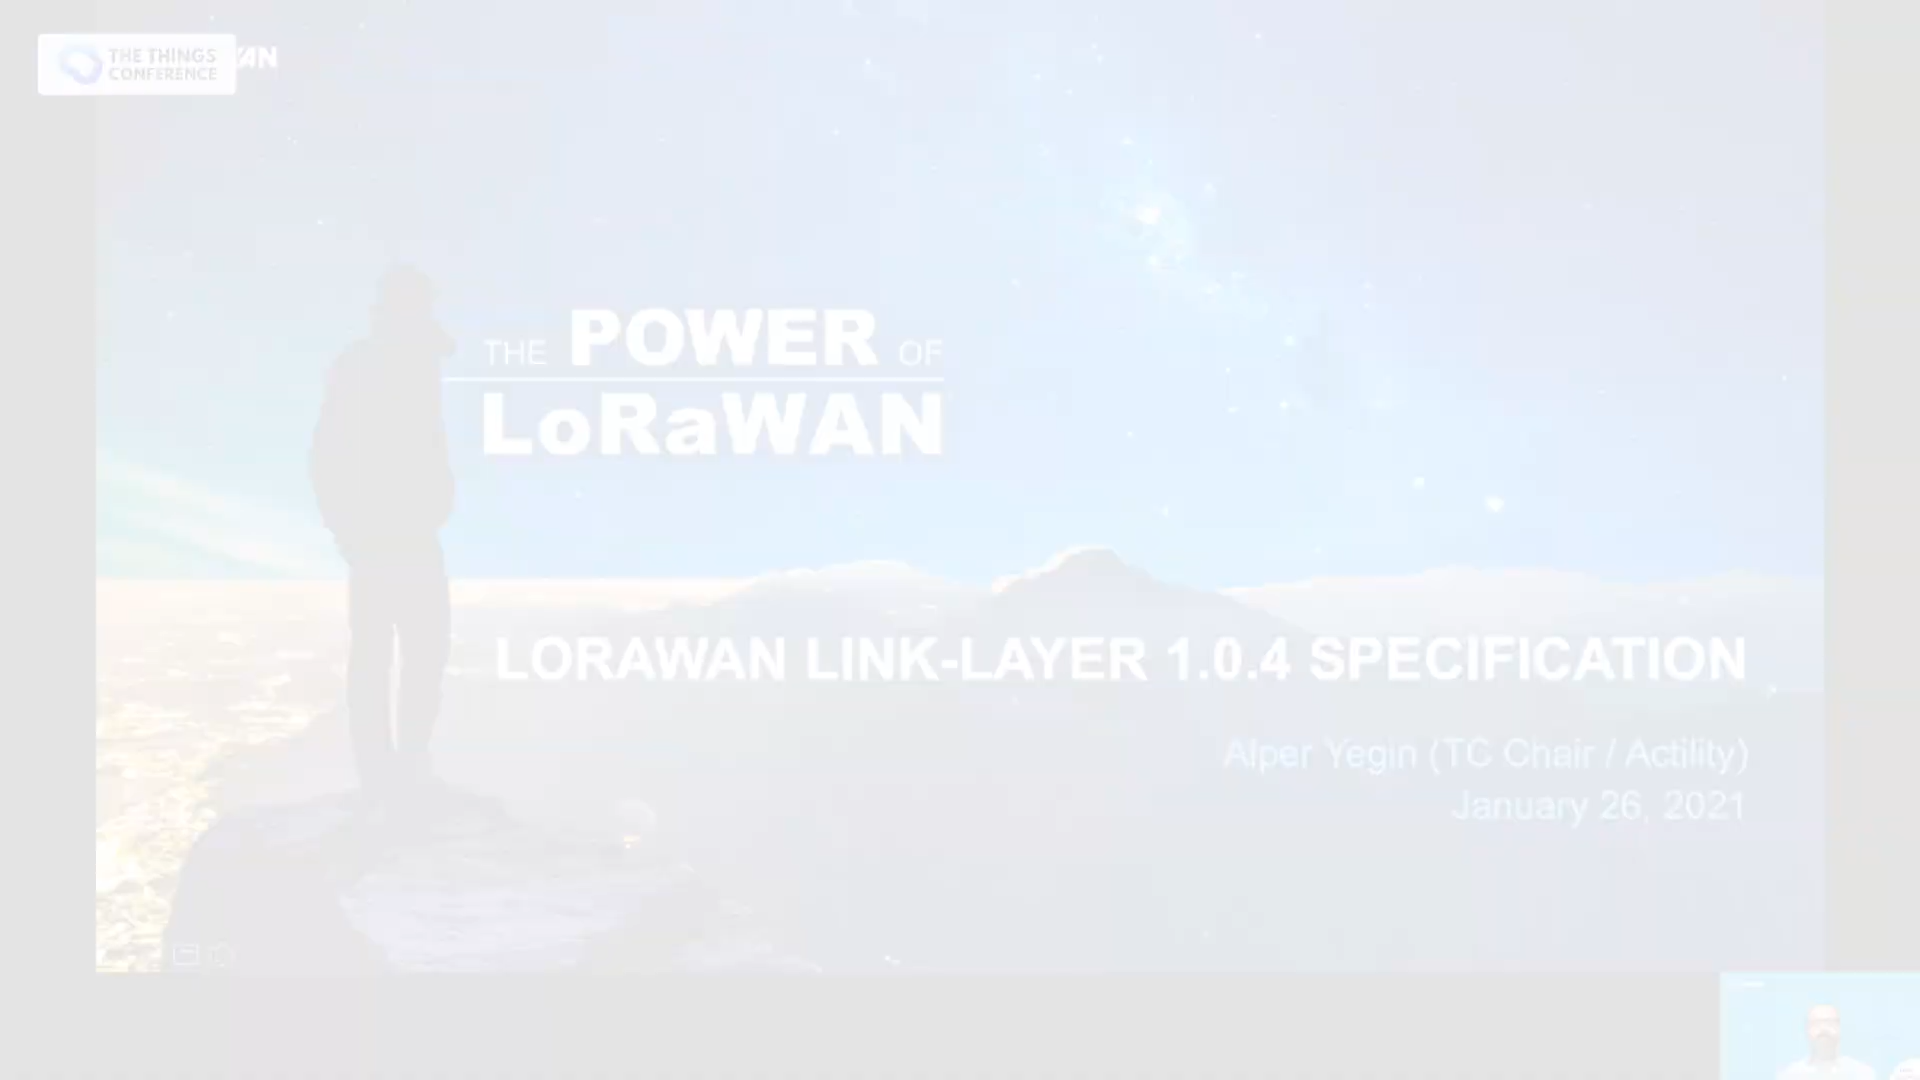 THE THINGS
CONFERENCE
AN
THE POWER OF
LoRaWAN
LORAWAN LINK-LAYER 1.0.4 SPECIFICATION
Alper Yegin (TC Chair / Actility)
January 26, 2021